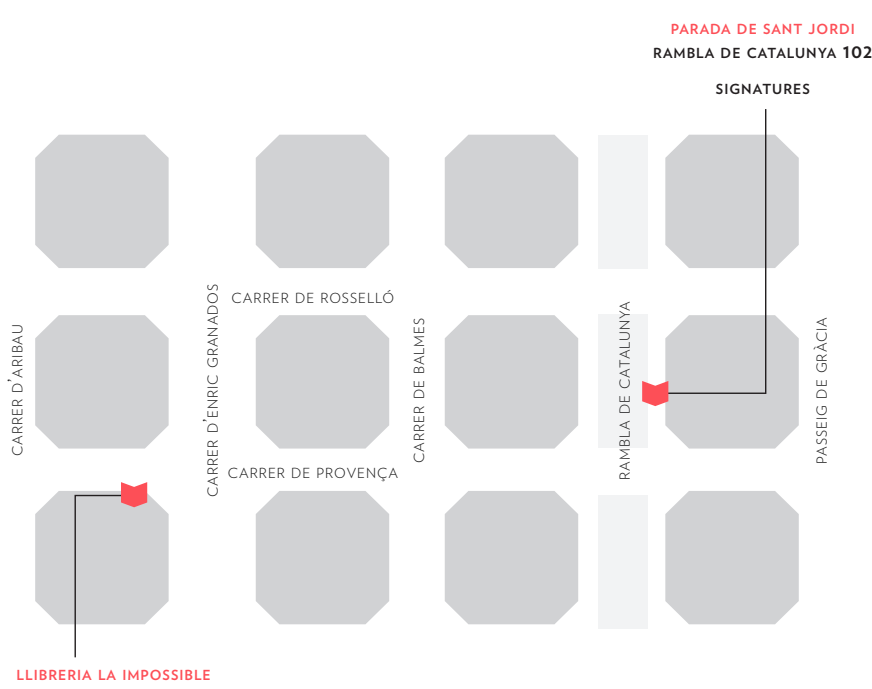 PARADA DE SANT JORDI
RAMBLA DE CATALUNYA 102
SIGNATURES
CARRER D'ARIBAU
CARRER D'ENRIC GRANADOS
CARRER DE ROSSELLÓ
CARRER DE BALMES
RAMBLA DE CATALUNYA
PASSEIG DE GRÀCIA
CARRER DE PROVENÇA
LLIBRERIA LA IMPOSSIBLE